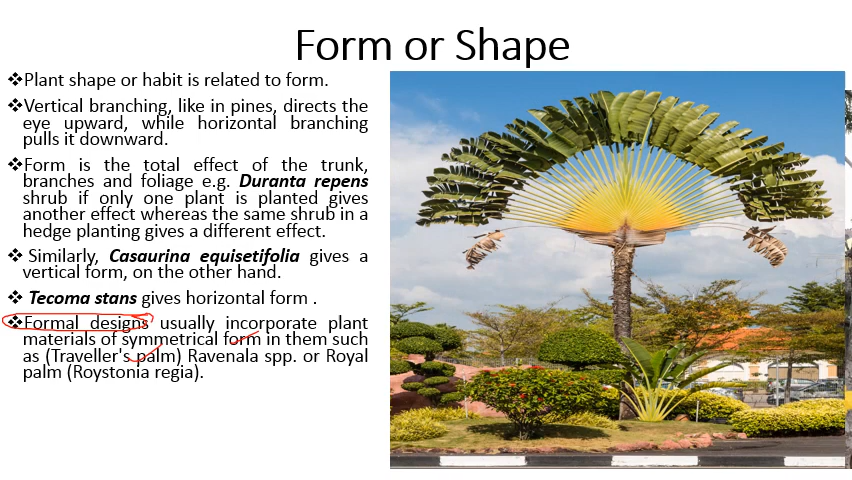 Form or Shape
❖Plant shape or habit is related to form.
❖Vertical branching, like in pines, directs the
eye upward, while horizontal branching
pulls it downward.
❖Form is the total effect of the trunk,
branches and foliage e.g. Duranta repens
shrub if only one plant is planted gives
another effect whereas the same shrub in a
hedge planting gives a different effect.
❖ Similarly, Casaurina equisetifolia gives a
vertical form, on the other hand.
❖ Tecoma stans gives horizontal form .
❖Formal designs usually incorporate plant
materials of symmetrical form in them such
as (Traveller's palm) Ravenala spp. or Royal
palm (Roystonia regia).